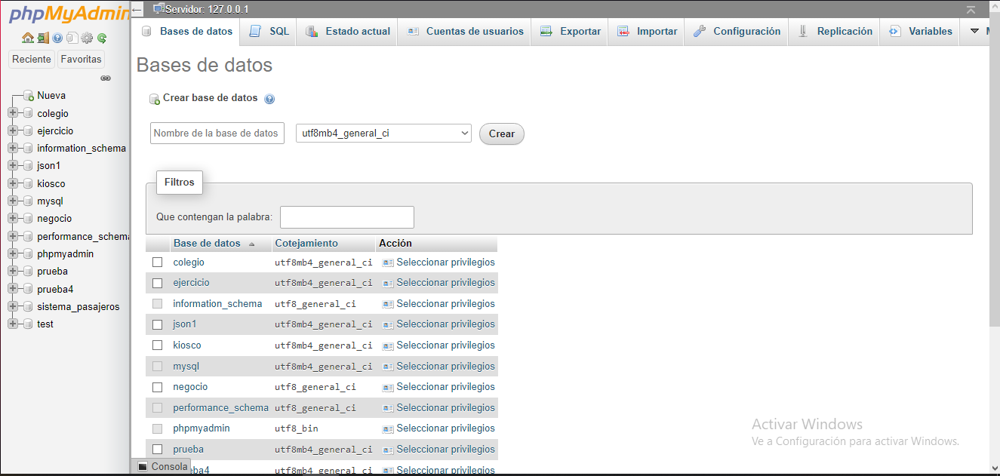 phpMyAdmin
Servidor: 127.0.0.1
Bases de datos SQL Estado actual Cuentas de usuarios Exportar Importar Configuración Replicación Variables
Reciente Favoritas
Nueva
colegio
ejercicio
information_schema
json1
kiosco
mysql
negocio
performance_schema
phpmyadmin
prueba
prueba4
sistema_pasajeros
test
Bases de datos
Crear base de datos
Nombre de la base de datos utf8mb4_general_ci Crear
Filtros
Que contengan la palabra:
Base de datos Cotejamiento Acción
colegio utf8mb4_general_ci Seleccionar privilegios
ejercicio utf8mb4_general_ci Seleccionar privilegios
information_schema utf8_general_ci Seleccionar privilegios
json1 utf8mb4_general_ci Seleccionar privilegios
kiosco utf8mb4_general_ci Seleccionar privilegios
mysql utf8mb4_general_ci Seleccionar privilegios
negocio utf8_general_ci Seleccionar privilegios
performance_schema utf8_general_ci Seleccionar privilegios
phpmyadmin utf8_bin Seleccionar privilegios
prueba utf8mb4_general_ci Seleccionar privilegios
eba4 utf8mb4_general_ci Seleccionar privilegios
Consola
Activar Windows
Ve a Configuración para activar Windows.